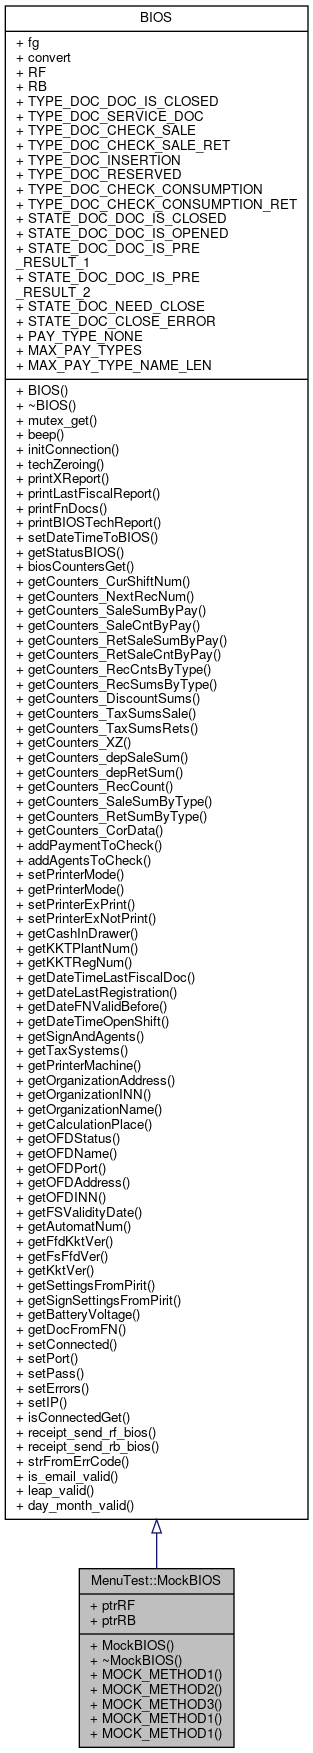 BIOS
+ fg
+ convert
+ RF
+ RB
+ TYPE_DOC_DOC_IS_CLOSED
+ TYPE_DOC_SERVICE_DOC
+ TYPE_DOC_CHECK_SALE
+ TYPE_DOC_CHECK_SALE_RET
+ TYPE_DOC_INSERTION
+ TYPE_DOC_RESERVED
+ TYPE_DOC_CHECK_CONSUMPTION
+ TYPE_DOC_CHECK_CONSUMPTION_RET
+ STATE_DOC_DOC_IS_CLOSED
+ STATE_DOC_DOC_IS_OPENED
+ STATE_DOC_DOC_IS_PRE
_RESULT_1
+ STATE_DOC_DOC_IS_PRE
_RESULT_2
+ STATE_DOC_NEED_CLOSE
+ STATE_DOC_CLOSE_ERROR
+ PAY_TYPE_NONE
+ MAX_PAY_TYPES
+ MAX_PAY_TYPE_NAME_LEN
+ BIOS()
+ ~BIOS()
+ mutex_get()
+ beep()
+ initConnection()
+ techZeroing()
+ printXReport()
+ printLastFiscalReport()
+ printFnDocs()
+ printBIOSTechReport()
+ setDateTimeToBIOS()
+ getStatusBIOS()
+ biosCountersGet()
+ getCounters_CurShiftNum()
+ getCounters_NextRecNum()
+ getCounters_SaleSumByPay()
+ getCounters_SaleCntByPay()
+ getCounters_RetSaleSumByPay()
+ getCounters_RetSaleCntByPay()
+ getCounters_RecCntsByType()
+ getCounters_RecSumsByType()
+ getCounters_DiscountSums()
+ getCounters_TaxSumsSale()
+ getCounters_TaxSumsRets()
+ getCounters_XZ()
+ getCounters_depSaleSum()
+ getCounters_depRetSum()
+ getCounters_RecCount()
+ getCounters_SaleSumByType()
+ getCounters_RetSumByType()
+ getCounters_CorData()
+ addPaymentToCheck()
+ addAgentsToCheck()
+ setPrinterMode()
+ getPrinterMode()
+ setPrinterExPrint()
+ setPrinterExNotPrint()
+ getCashInDrawer()
+ getKKTPlantNum()
+ getKKTRegNum()
+ getDateTimeLastFiscalDoc()
+ getDateLastRegistration()
+ getDateFNValidBefore()
+ getDateTimeOpenShift()
+ getSignAndAgents()
+ getTaxSystems()
+ getPrinterMachine()
+ getOrganizationAddress()
+ getOrganizationINN()
+ getOrganizationName()
+ getCalculationPlace()
+ getOFDStatus()
+ getOFDName()
+ getOFDPort()
+ getOFDAddress()
+ getOFDINN()
+ getFSValidityDate()
+ getAutomatNum()
+ getFfdKktVer()
+ getFsFfdVer()
+ getKktVer()
+ getSettingsFromPirit()
+ getSignSettingsFromPirit()
+ getBatteryVoltage()
+ getDocFromFN()
+ setConnected()
+ setPort()
+ setPass()
+ setErrors()
+ setIP()
+ isConnectedGet()
+ receipt_send_rf_bios()
+ receipt_send_rb_bios()
+ strFromErrCode()
+ is_email_valid()
+ leap_valid()
+ day_month_valid()
MenuTest::MockBIOS
+ ptrRF
+ ptrRB
+ MockBIOS()
+ ~MockBIOS()
+ MOCK_METHOD1()
+ MOCK_METHOD2()
+ MOCK_METHOD3()
+ MOCK_METHOD1()
+ MOCK_METHOD1()